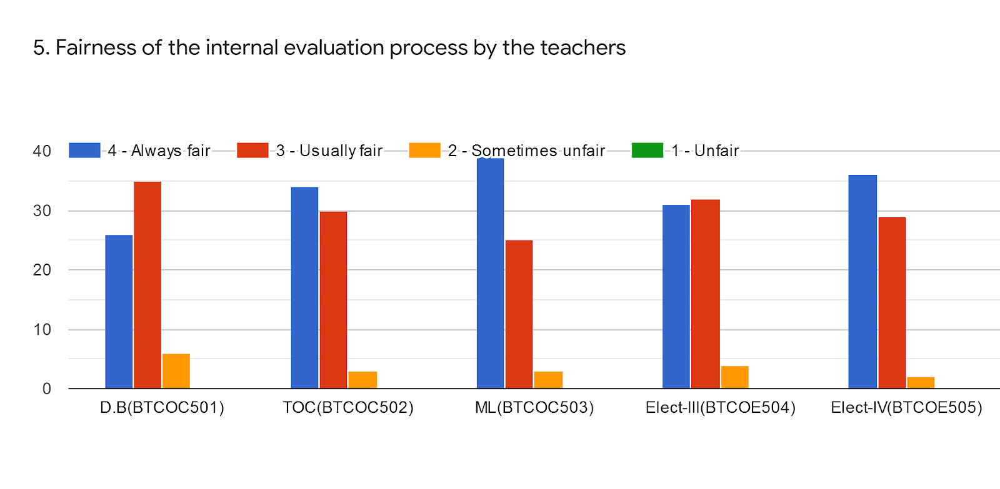 5. Fairness of the internal evaluation process by the teachers
40
4 - Always fair
3 - Usually fair
2 - Sometimes unfair
1 - Unfair
30
20
10
0
D.B(BTCOC501)
TOC(BTCOC502)
ML(BTCOC503)
Elect-III(BTCOE504)
Elect-IV(BTCOE505)